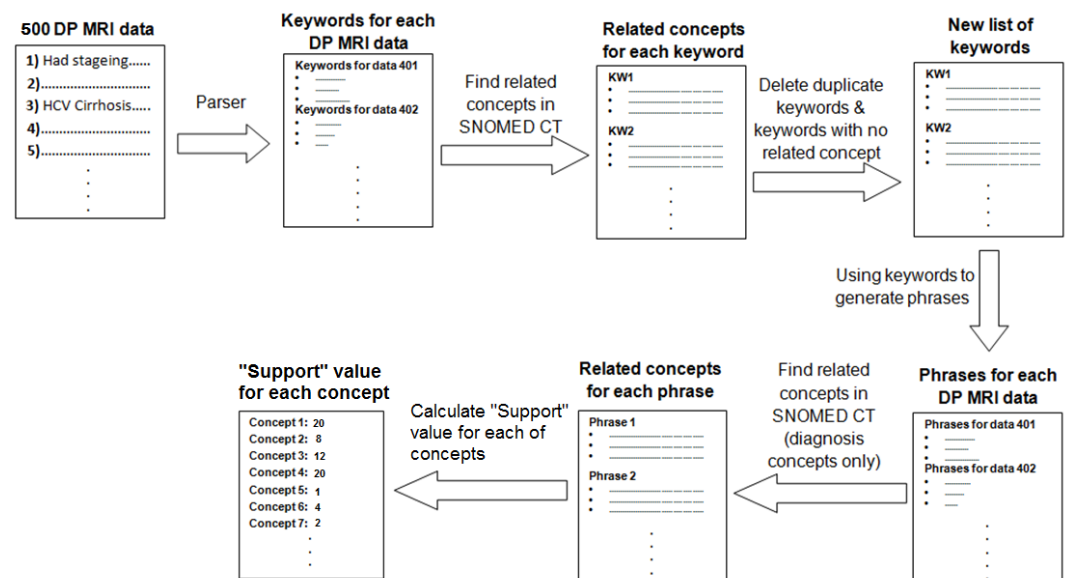 500 DP MRI data
1) Had stageing......
2)..............................
3) HCV Cirrhosis.....
4)..............................
5)..............................
Parser
Keywords for each
DP MRI data
Keywords for data 401
Keywords for data 402
Find related
concepts in
SNOMED CT
Related concepts
for each keyword
KW1
KW2
Delete duplicate
keywords &
keywords with no
related concept
New list of
keywords
KW1
KW2
Using keywords to
generate phrases
Phrases for each
DP MRI data
Phrases for data 401
Phrases for data 402
Find related
concepts in
SNOMED CT
(diagnosis
concepts only)
Related concepts
for each phrase
Phrase 1
Phrase 2
Calculate "Support"
value for each of
concepts
"Support" value
for each concept
Concept 1: 20
Concept 2: 8
Concept 3: 12
Concept 4: 20
Concept 5: 1
Concept 6: 4
Concept 7: 2